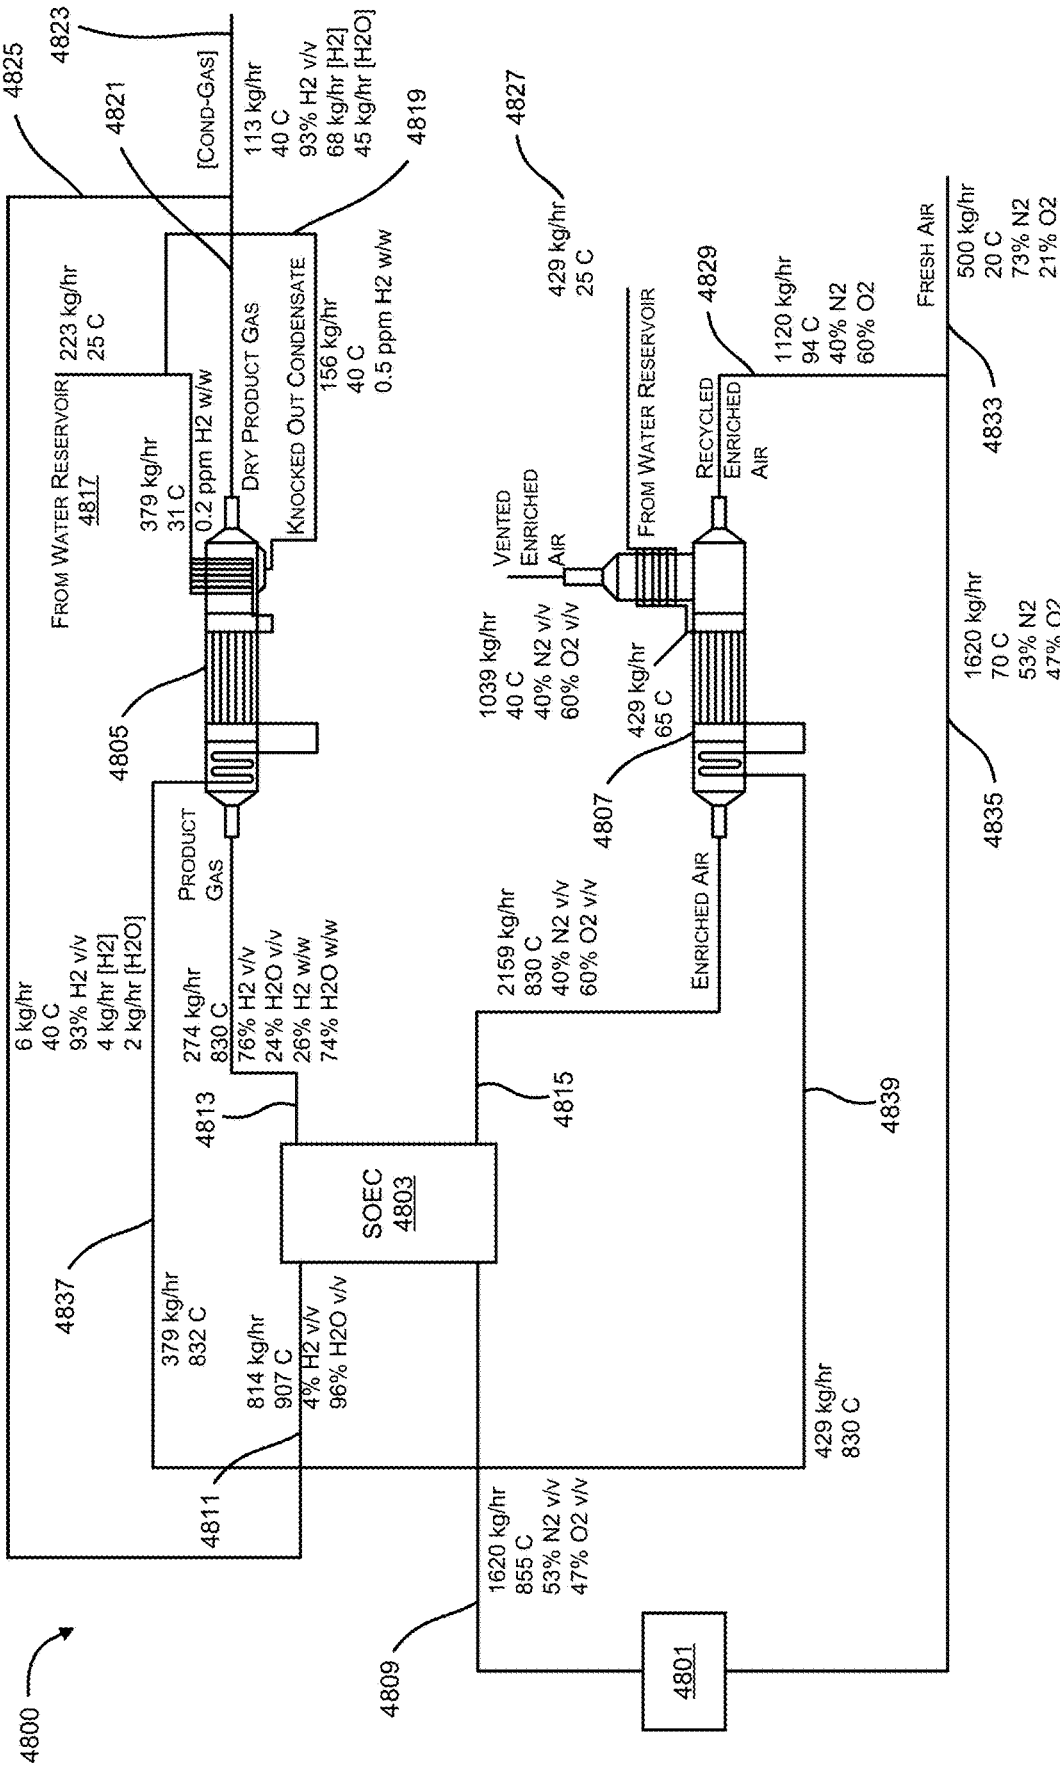 4800
4825
4823
4821
[COND-GAS]
113 kg/hr
40 C
93% H2 v/v
68 kg/hr [H2]
45 kg/hr [H2O]
4819
223 kg/hr
25 C
FROM WATER RESERVOIR
4817
379 kg/hr
31 C
0.2 ppm H2 w/w
DRY PRODUCT GAS
KNOCKED OUT CONDENSATE
156 kg/hr
40 C
0.5 ppm H2 w/w
4805
PRODUCT
GAS
6 kg/hr
40 C
93% H2 v/v
4 kg/hr [H2]
2 kg/hr [H2O]
274 kg/hr
830 C
76% H2 v/v
24% H2O v/v
26% H2 w/w
74% H2O w/w
4813
4837
379 kg/hr
832 C
814 kg/hr
907 C
4% H2 v/v
96% H2O v/v
4811
SOEC
4803
4815
4827
429 kg/hr
25 C
FROM WATER RESERVOIR
VENTED
ENRICHED
AIR
1039 kg/hr
40 C
40% N2 v/v
60% O2 v/v
429 kg/hr
65 C
4807
RECYCLED
ENRICHED
AIR
4829
1120 kg/hr
94 C
40% N2
60% O2
ENRICHED AIR
2159 kg/hr
830 C
40% N2 v/v
60% O2 v/v
4839
429 kg/hr
830 C
1620 kg/hr
855 C
53% N2 v/v
47% O2 v/v
4809
4801
FRESH AIR
500 kg/hr
20 C
73% N2
21% O2
4833
1620 kg/hr
70 C
53% N2
47% O2
4835